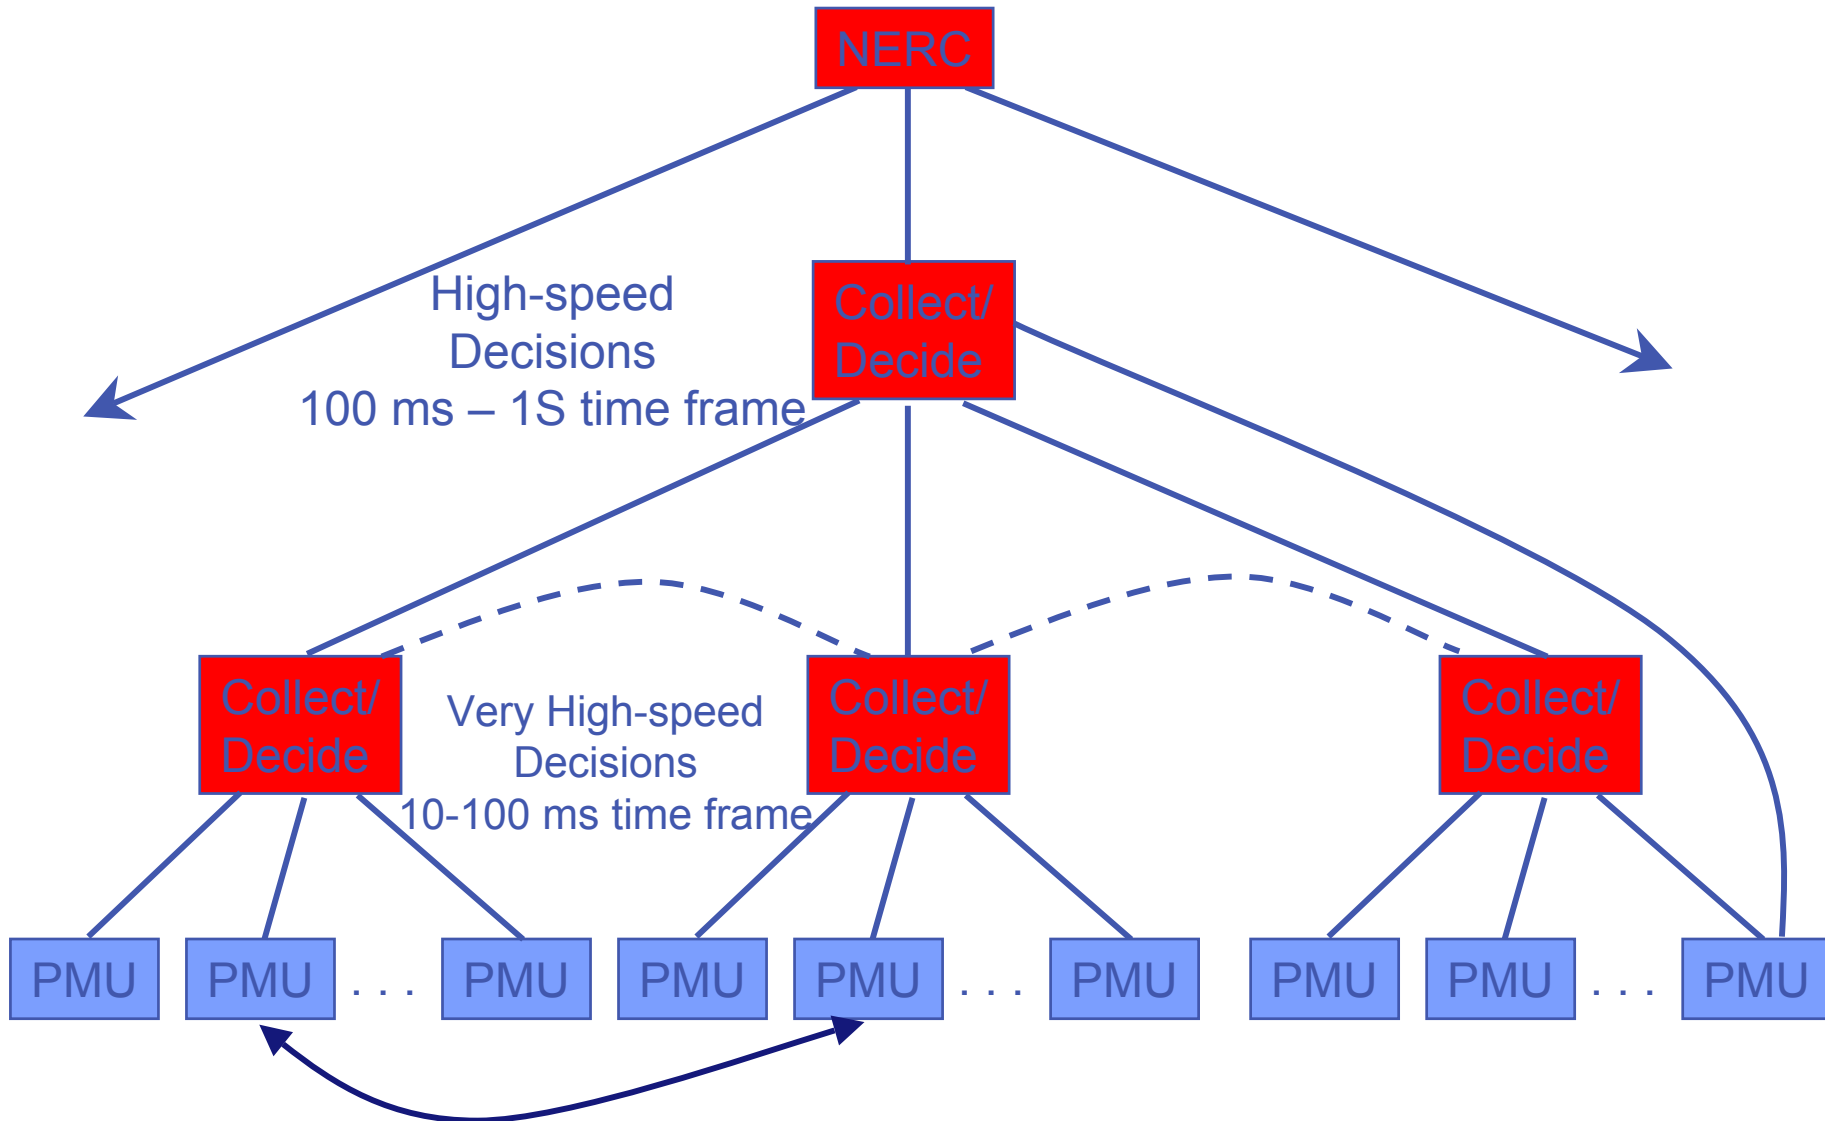 NERC
High-speed
Decisions
100 ms – 1S time frame
Collect/
Decide
Collect/
Decide
Very High-speed
Decisions
10-100 ms time frame
Collect/
Decide
Collect/
Decide
PMU PMU . . . PMU PMU PMU . . . PMU PMU PMU . . . PMU